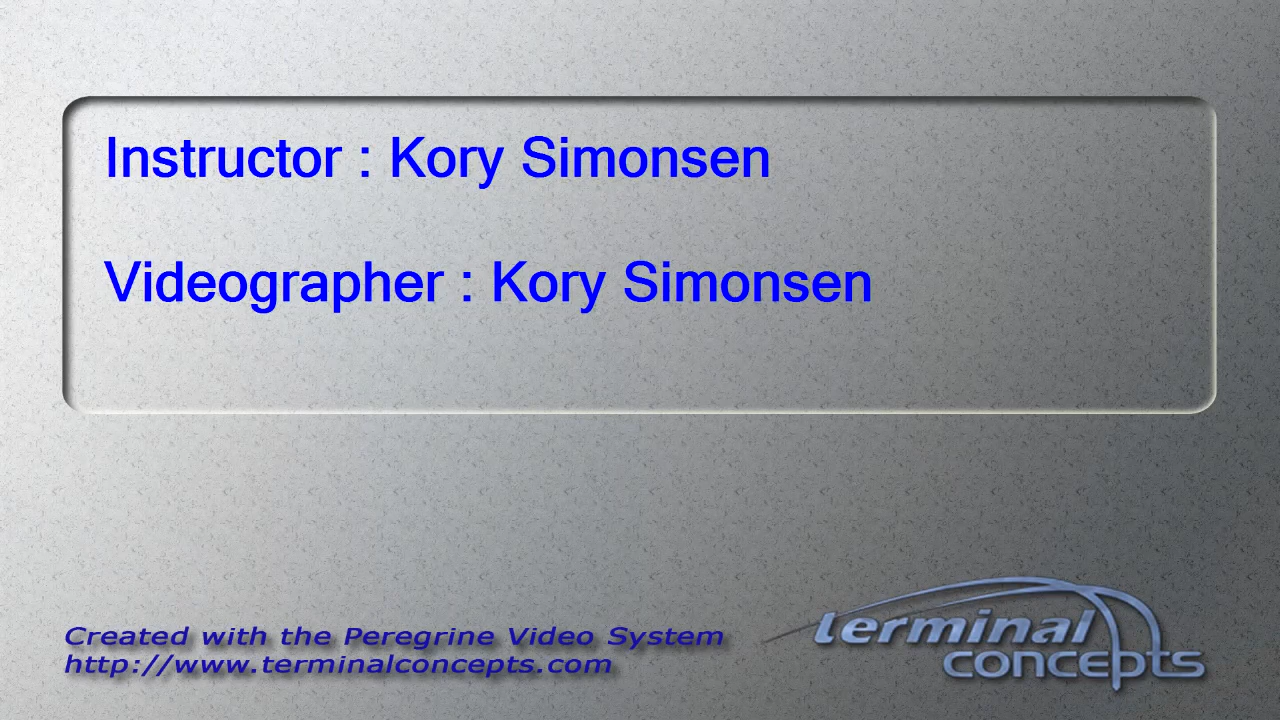 Instructor : Kory Simonsen
Videographer : Kory Simonsen
Created with the Peregrine Video System
http://www.terminalconcepts.com
terminal
concepts